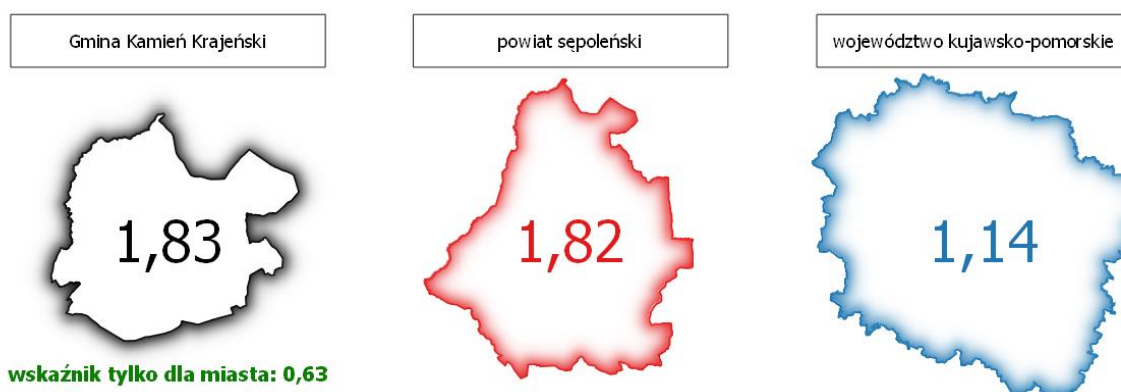 Gmina Kamień Krajeński
powiat sępoleński
województwo kujawsko-pomorskie
1,83
1,82
1,14
wskaźnik tylko dla miasta: 0,63